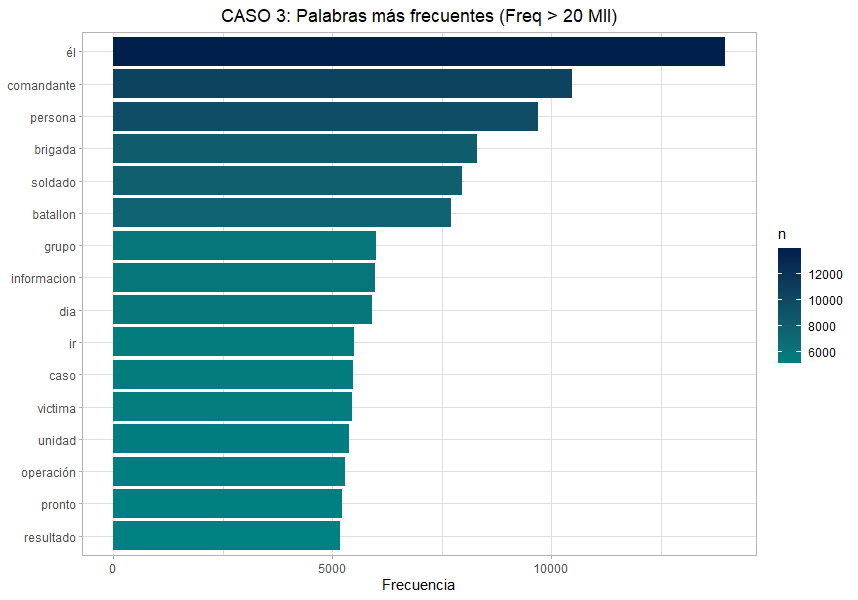 CASO 3: Palabras más frecuentes (Freq > 20 MIl)
él
comandante
persona
brigada
soldado
batallon
grupo
informacion
dia
ir
caso
victima
unidad
operación
pronto
resultado
0
5000
10000
Frecuencia
n
12000
10000
8000
6000